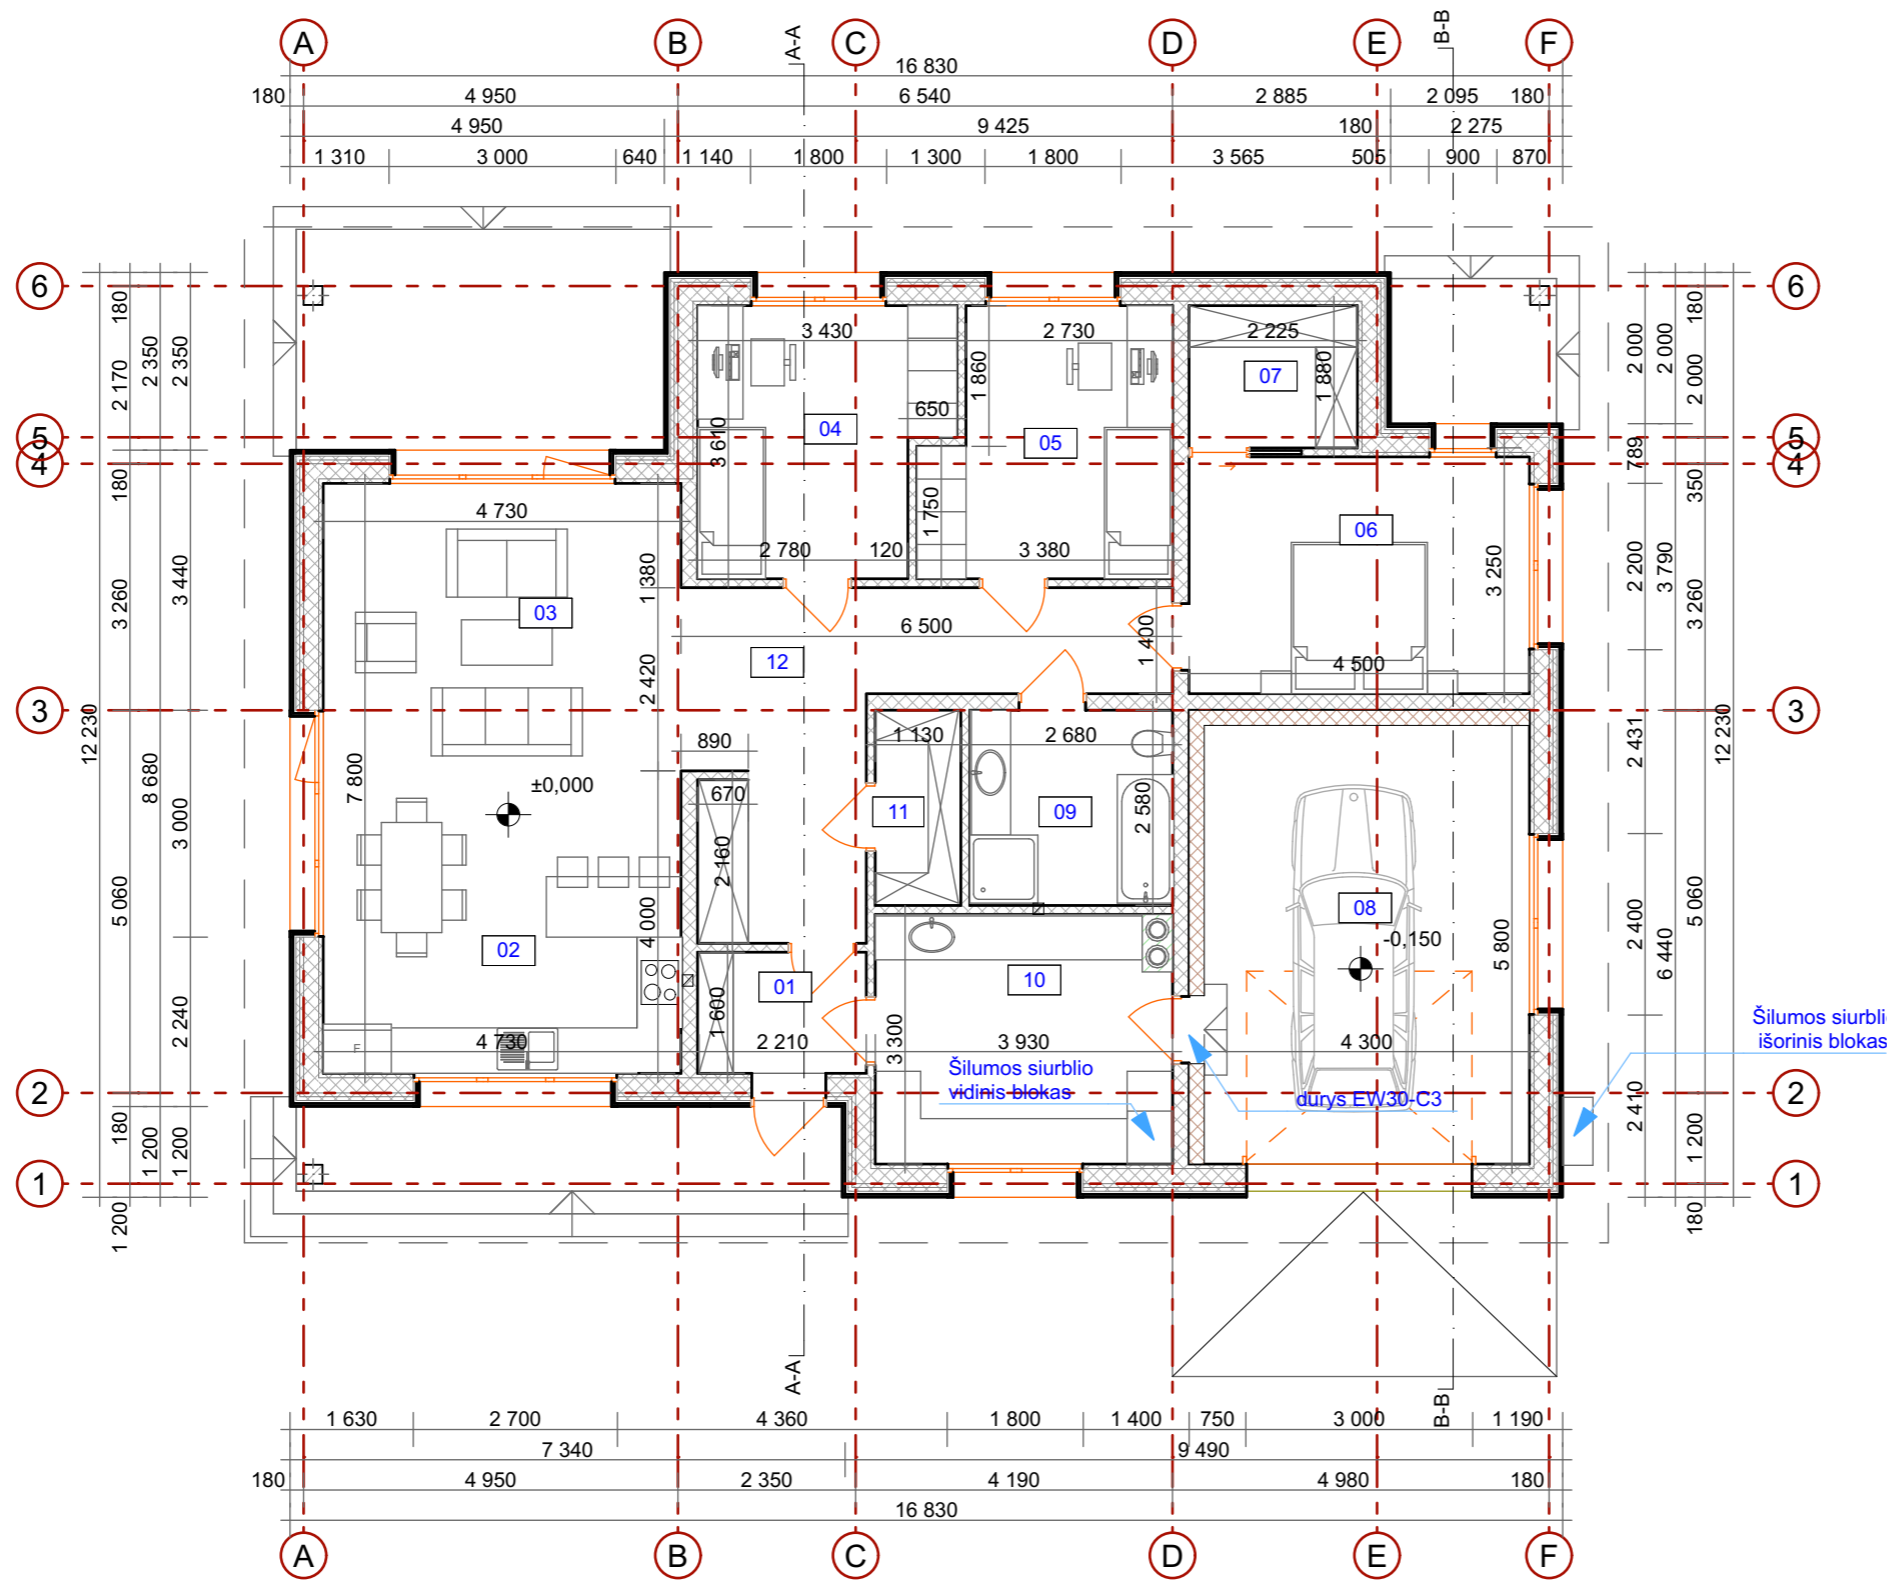 A B C D E F
A-A B-B
16 830
180 4 950 6 540 2 885 2 095 180
4 950 9 425 180 2 275
1 310 3 000 640 1 140 1 800 1 300 1 800 3 565 505 900 870
6 6
5 5
4 4
3 3
2 2
1 1
180 2 170 180 3 260 5 060 180 1 200
2 350 8 680 1 200
2 350 3 440 3 000 2 240 1 200
12 230
2 000 789 2 200 2 431 2 400 2 410
2 000 3 790 6 440
180 2 000 350 3 260 5 060 1 200 180
12 230
3 430 2 730 2 225
1 860 1 880
07
04 650 05
3 610
4 730 1 750
06
2 780 120 3 380
1 380 3 250
03
6 500 1 400
12 2 420 4 500
890 1 130 2 680
±0,000 7 800 670
11 09 2 580
2 160
08
-0,150
02 4 000
01 10 5 800
1 600
F 4 730 2 210 3 300 3 930 4 300
Šilumos siurblio
vidinis blokas
durys EW30-C3
Šilumos siurbli
išorinis blokas
A-A B-B
1 630 2 700 4 360 1 800 1 400 750 3 000 1 190
7 340 9 490
180 4 950 2 350 4 190 4 980 180
16 830
A B C D E F